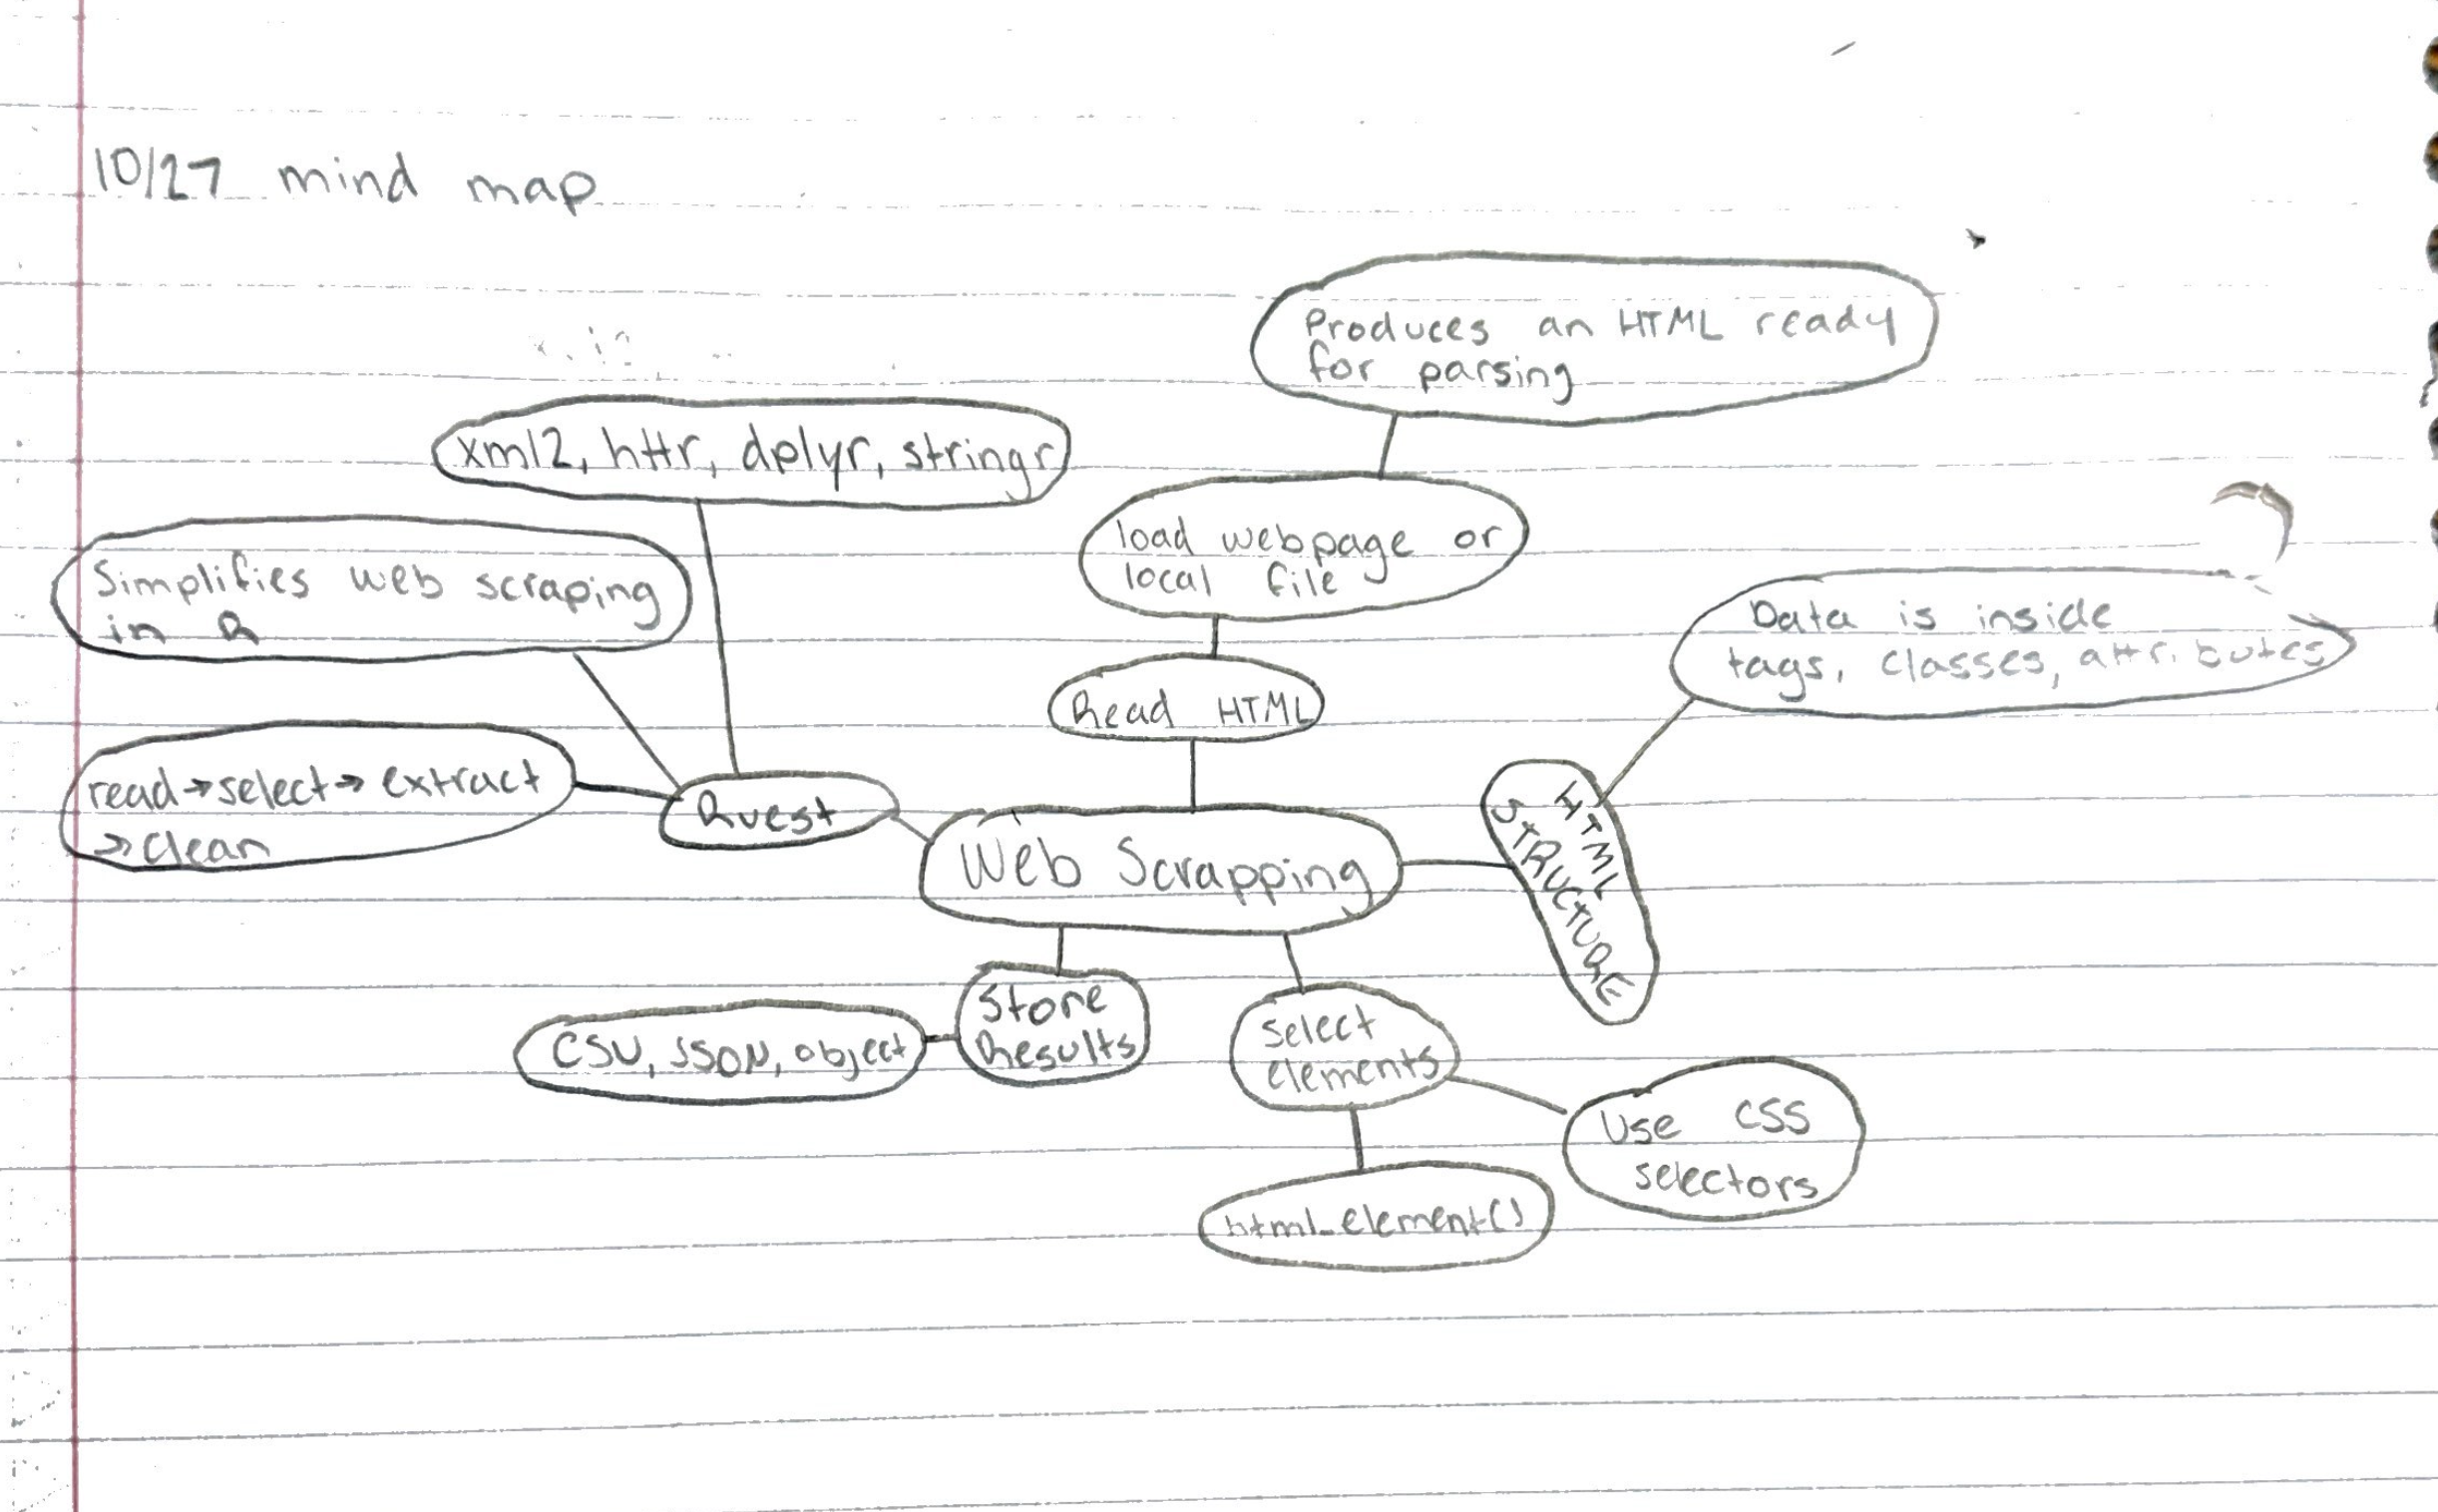 10/27 mind map
Produces an HTML ready
for parsing
xml2, httr, dplyr, stringr
load webpage or
local file
Simplifies web scraping
in R
Data is inside
tags, classes, attributes
Read HTML
read→select→extract
→clean
Rvest
Web Scrapping
HTML
STRUCTURE
Store
Results
CSV, JSON, object
Select
elements
Use CSS
selectors
html_element()